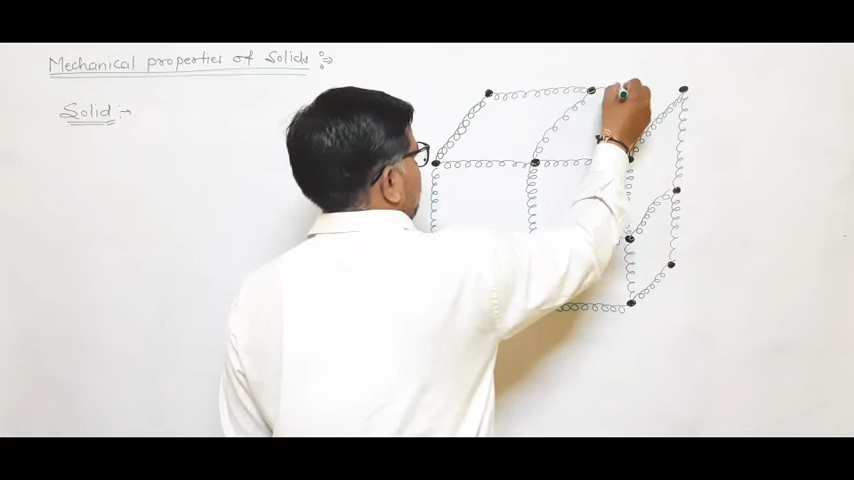 Mechanical properties of Solids :->
Solid :->